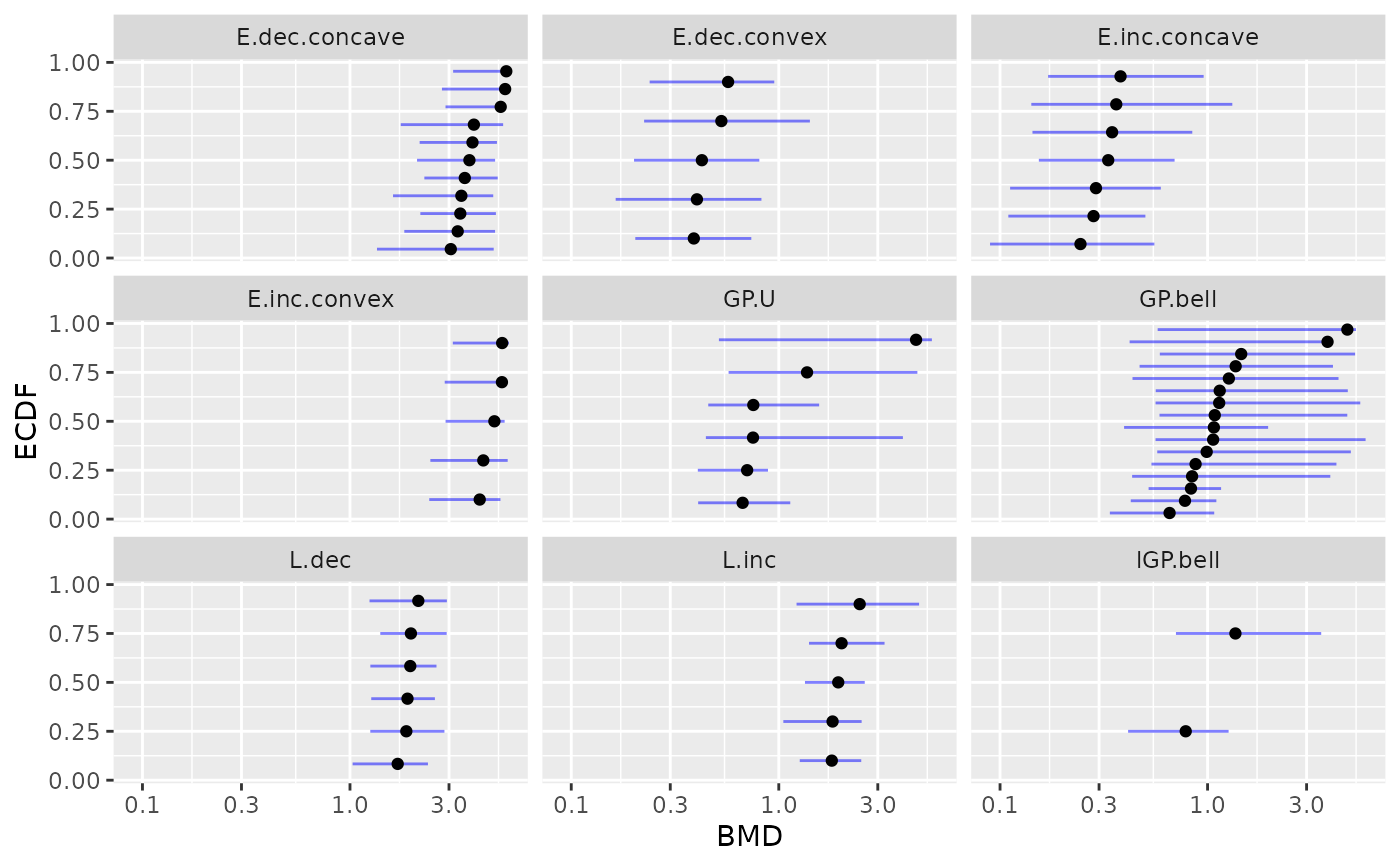 E.dec.concave E.dec.convex E.inc.concave
1.00
0.75
0.50
0.25
0.00
E.inc.convex GP.U GP.bell
1.00
0.75
0.50
0.25
0.00
ECDF
L.dec L.inc lGP.bell
1.00
0.75
0.50
0.25
0.00
0.1 0.3 1.0 3.0 0.1 0.3 1.0 3.0 0.1 0.3 1.0 3.0
BMD